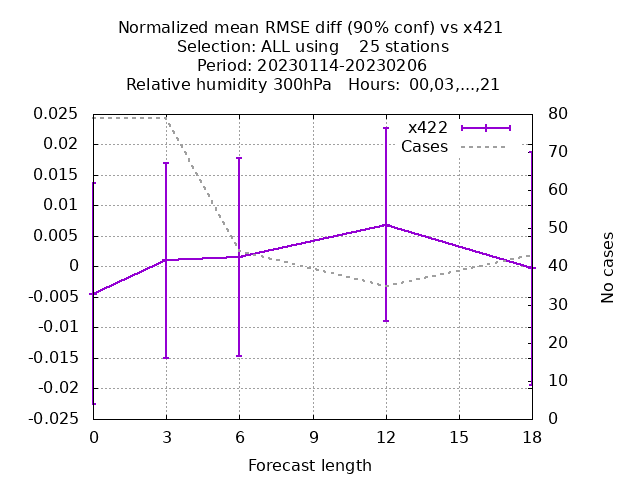 Normalized mean RMSE diff (90% conf) vs x421
Selection: ALL using    25 stations
Period: 20230114-20230206
Relative humidity 300hPa   Hours:  00,03,...,21
x422
Cases
0.025
0.02
0.015
0.01
0.005
0
-0.005
-0.01
-0.015
-0.02
-0.025
80
70
60
50
40
30
20
10
0
No cases
0 3 6 9 12 15 18
Forecast length